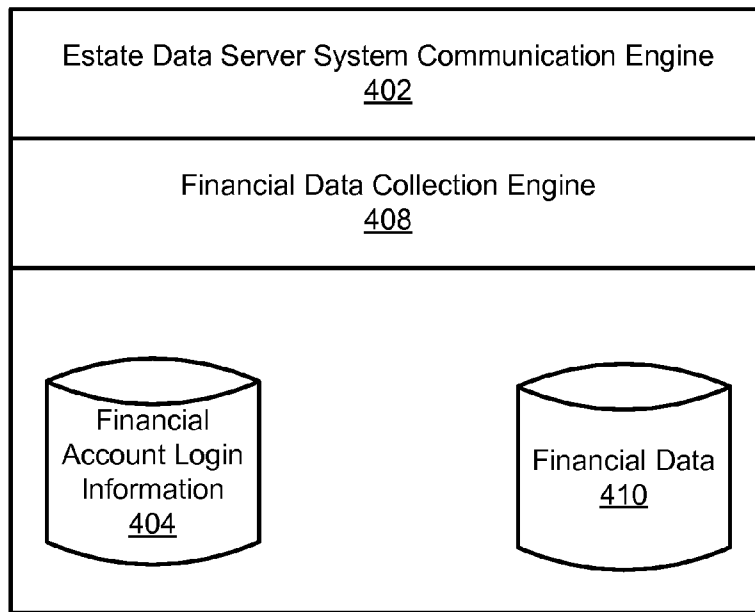 Estate Data Server System Communication Engine
402
Financial Data Collection Engine
408
Financial
Account Login
Information
404
Financial Data
410